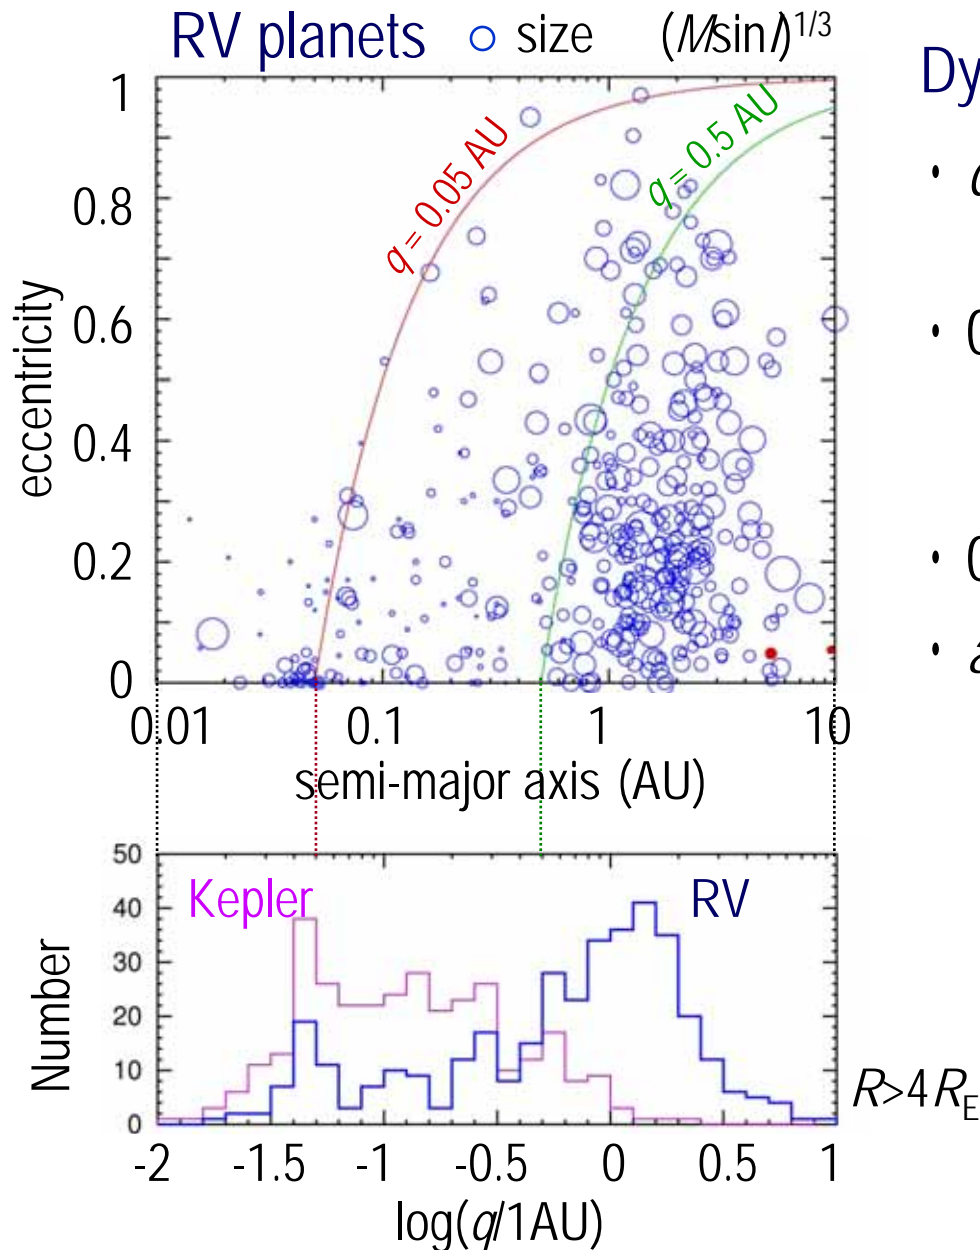 RV planets size (MsinI)^1/3
1
0.8
0.6
0.4
0.2
0
eccentricity
q = 0.05 AU
q = 0.5 AU
0.01 0.1 1 10
semi-major axis (AU)
50
40
30
20
10
0
Number
Kepler RV
R>4R_E
-2 -1.5 -1 -0.5 0 0.5 1
log(q/1AU)
Dy